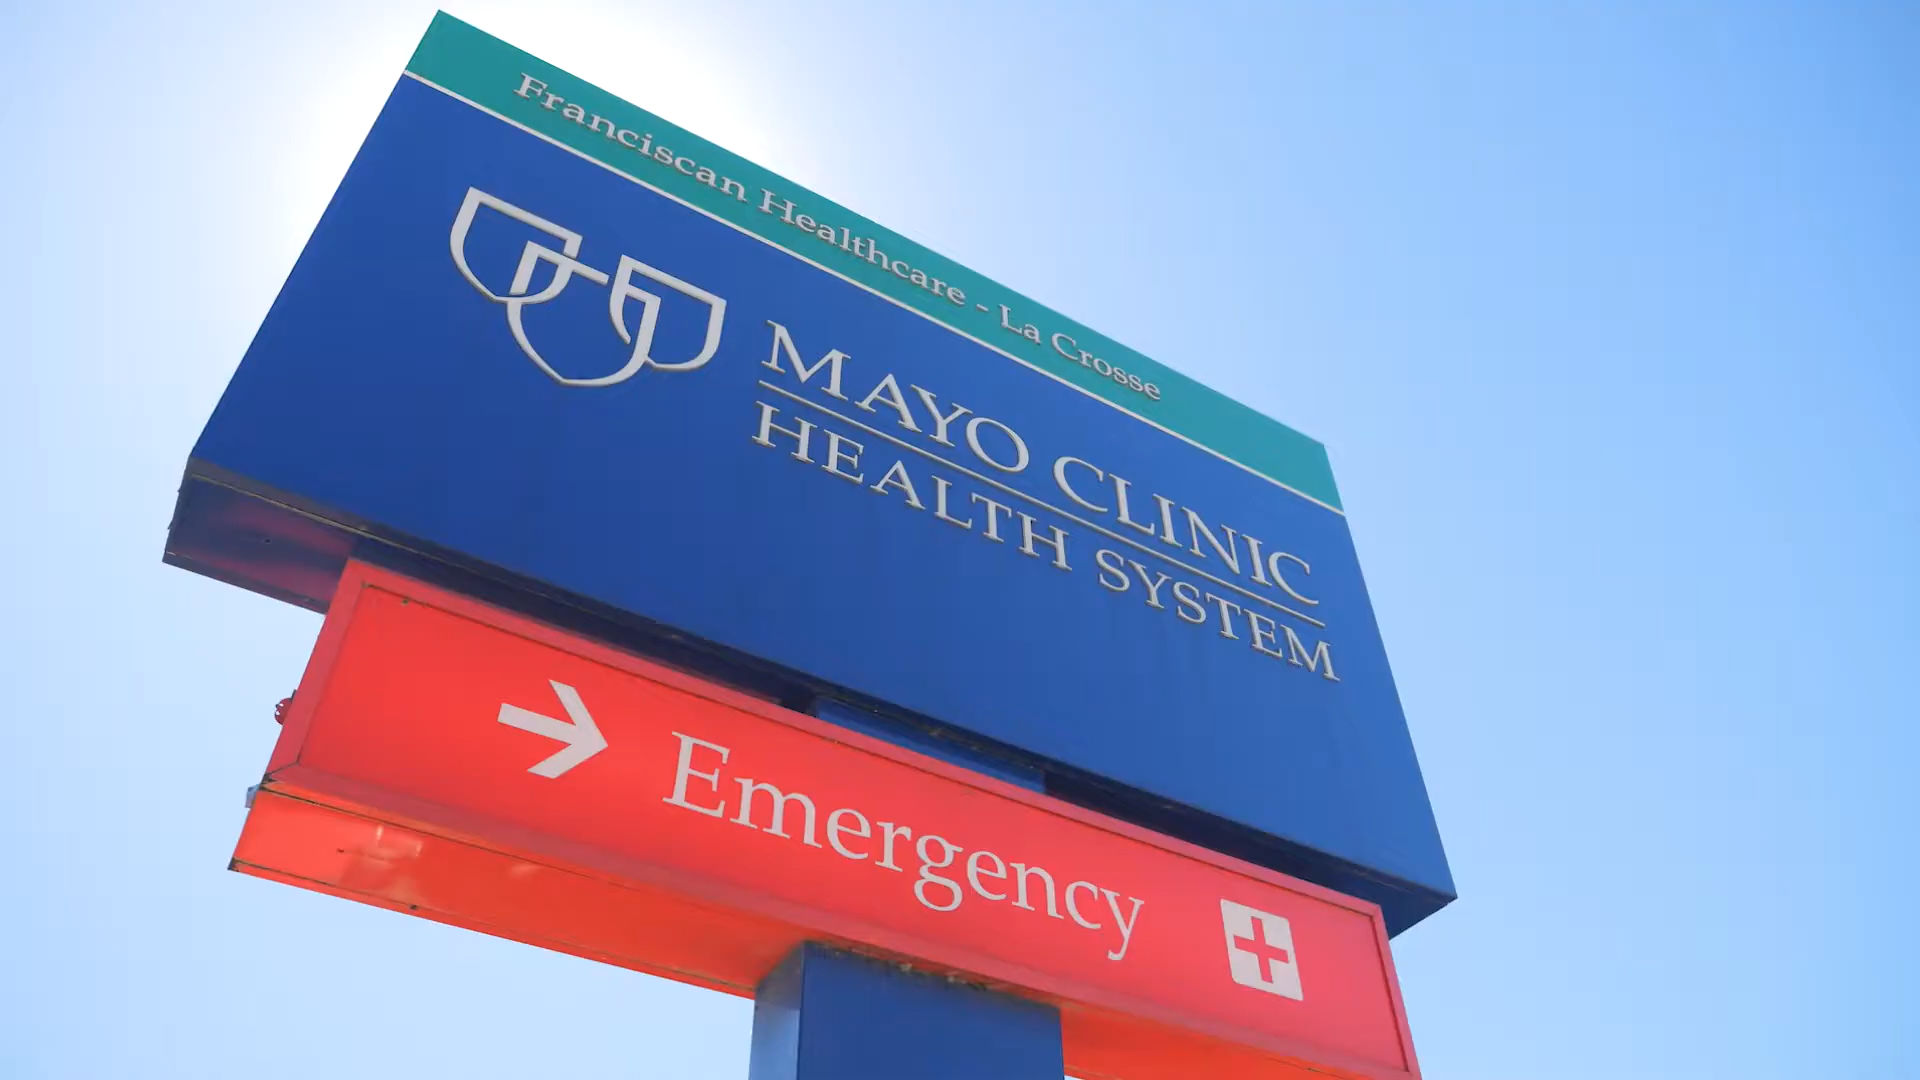 Franciscan Healthcare - La Crosse
MAYO CLINIC
HEALTH SYSTEM
Emergency